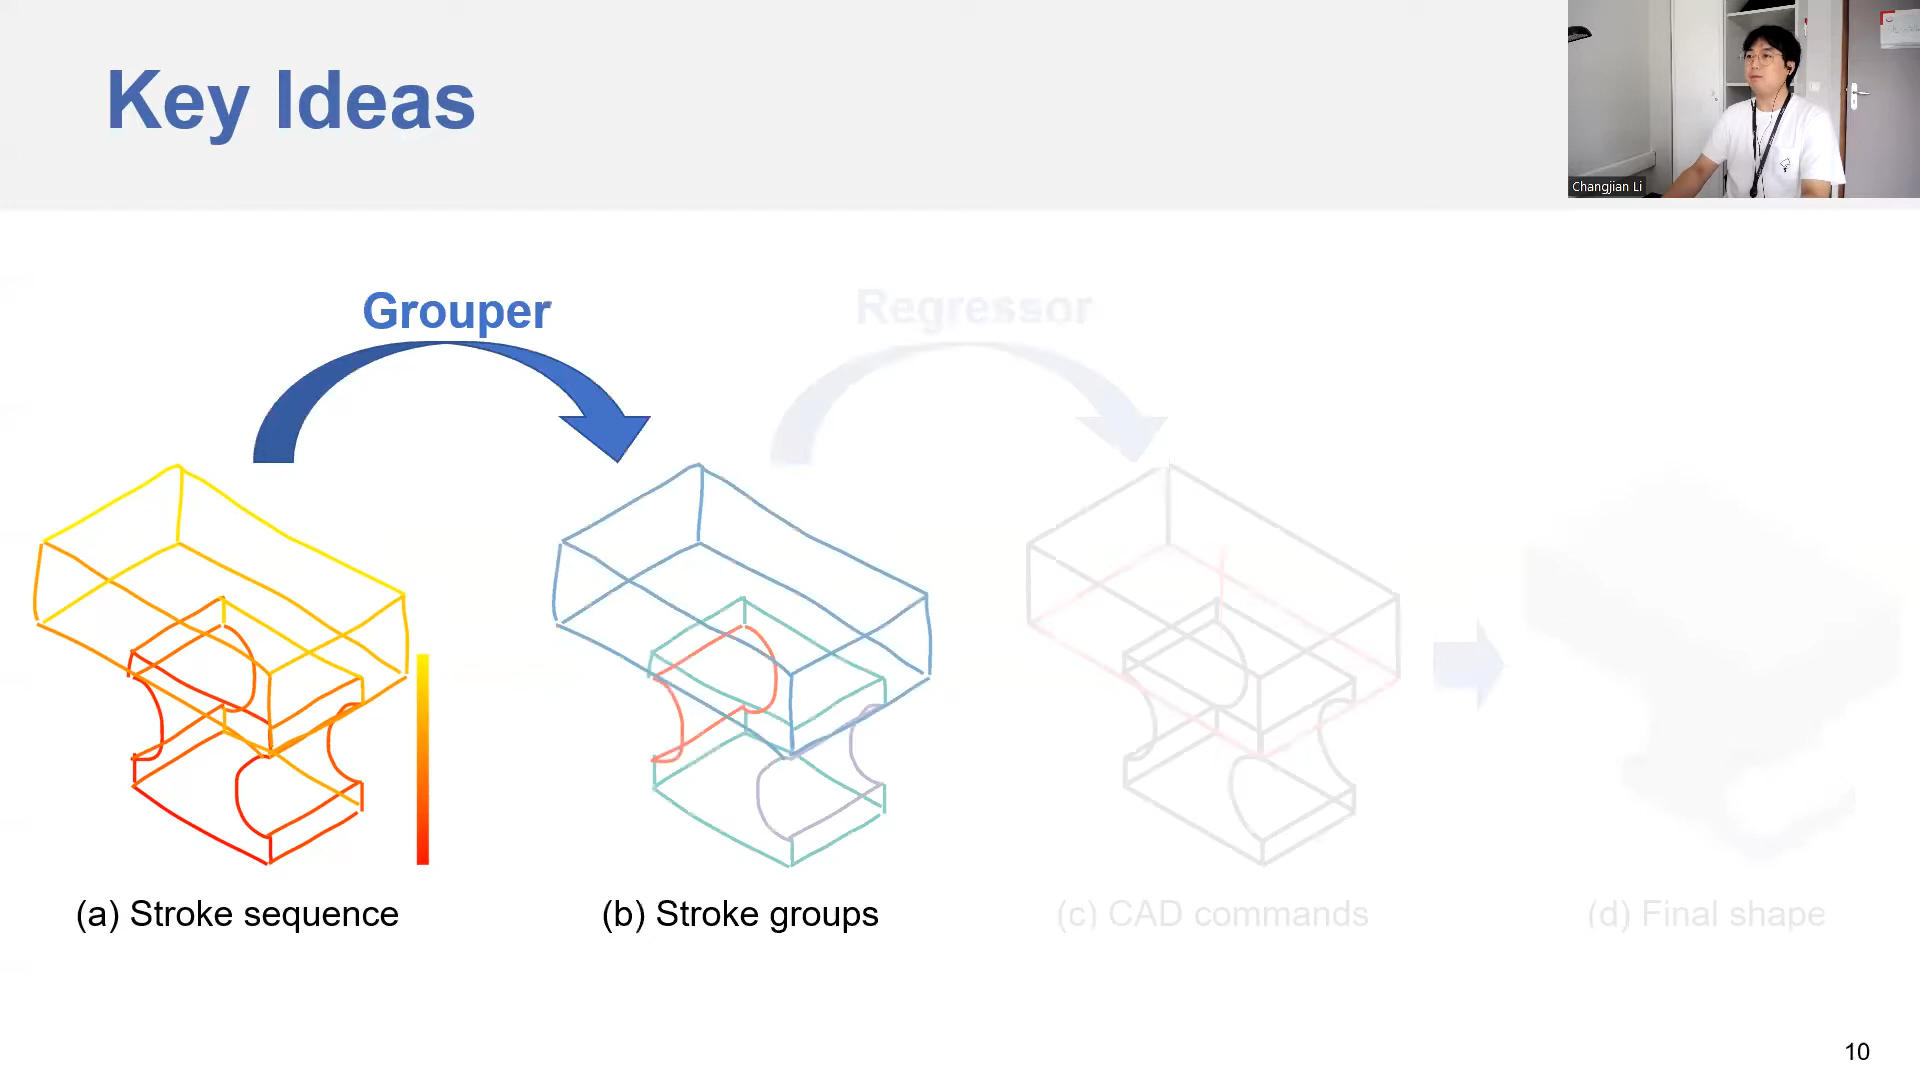 Key Ideas
Changjian Li
Grouper
Regressor
(a) Stroke sequence
(b) Stroke groups
(c) CAD commands
(d) Final shape
10